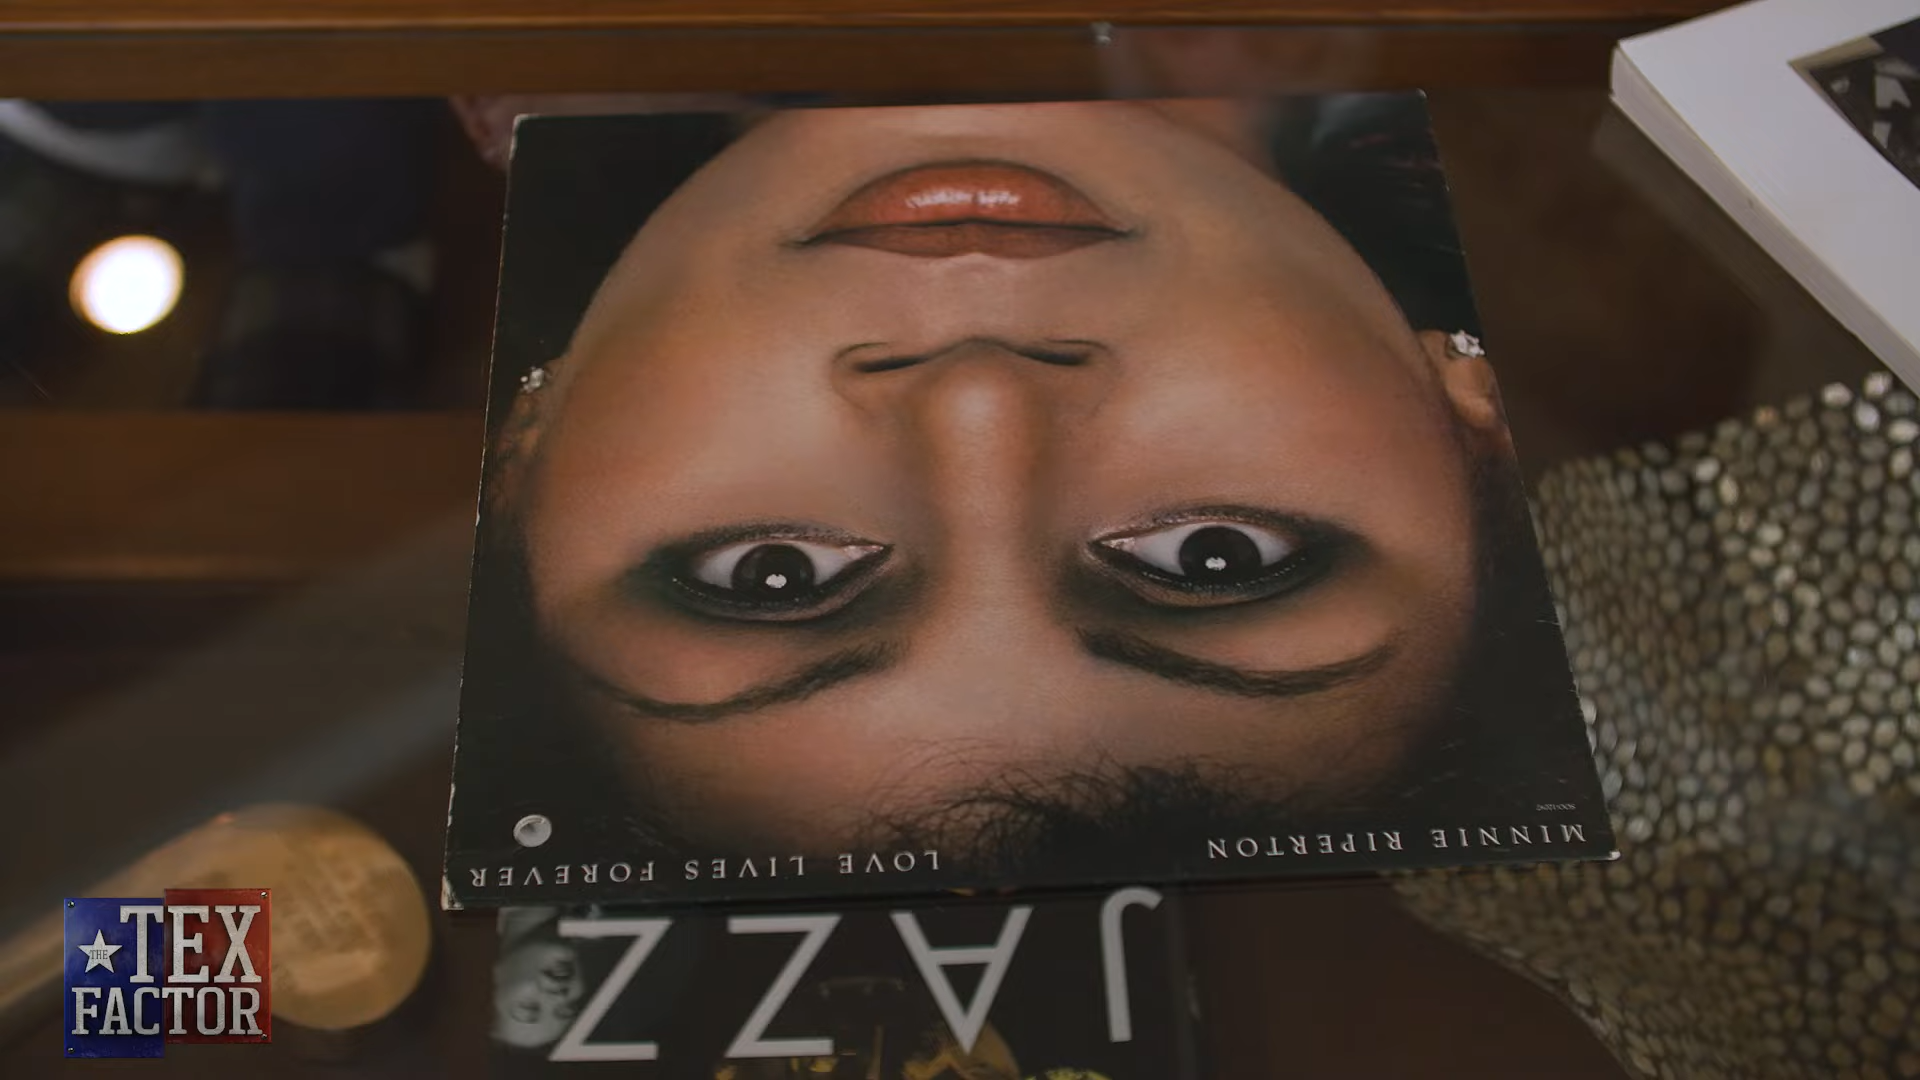 MINNIE RIPERTON
LOVE LIVES FOREVER
JAZZ
THE
TEX
FACTOR